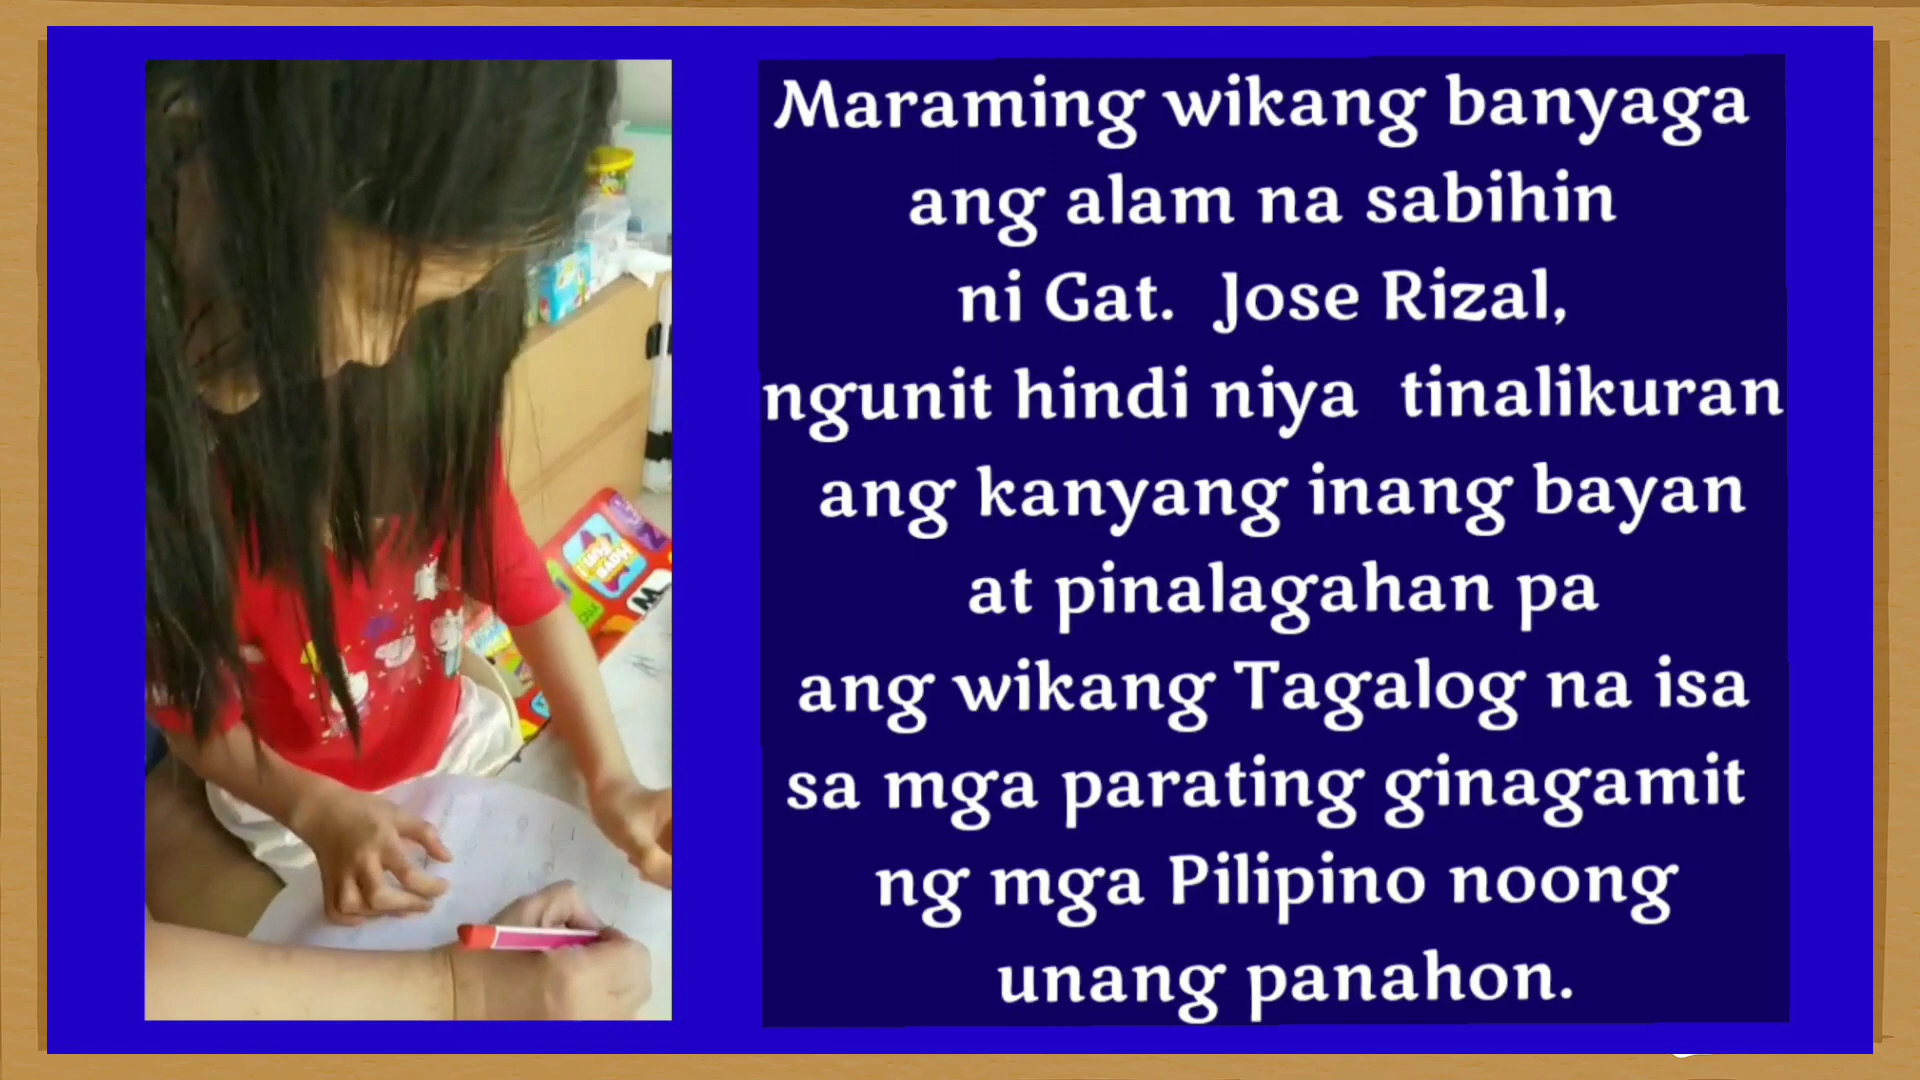 Maraming wikang banyaga
ang alam na sabihin
ni Gat. Jose Rizal,
ngunit hindi niya tinalikuran
ang kanyang inang bayan
at pinalagahan pa
ang wikang Tagalog na isa
sa mga parating ginagamit
ng mga Pilipino noong
unang panahon.